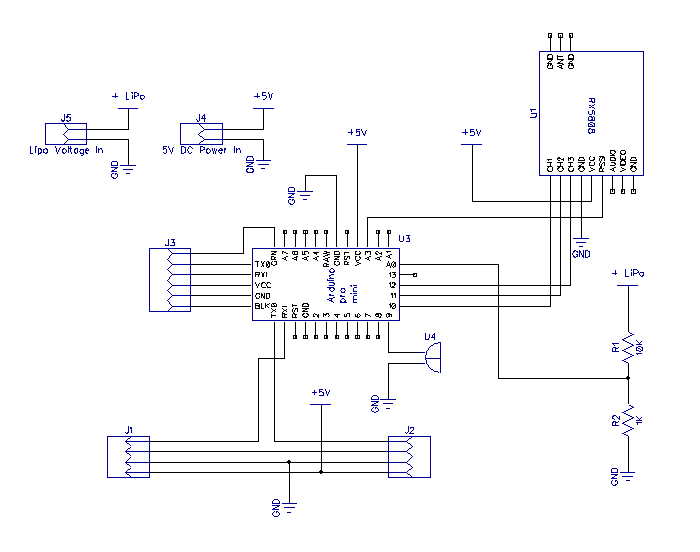 GND ANT GND
U1
RX5808
CH1 CH2 CH3 GND VCC RSSI AUDIO VIDEO GND
+ LiPo
J5
Lipo Voltage In
GND
+5V
J4
5V DC Power In
GND
+5V
+5V
GND
GND
J3
U3
GRN A7 A6 A5 A4 RAW GND RST VCC A3 A2 A1
TX0
RX1
VCC
GND
BLK
A0
13
12
11
10
Arduino
pro
mini
TX0 RX1 RST GND 2 3 4 5 6 7 8 9
U4
GND
+ LiPo
R1
10K
R2
1K
GND
+5V
J1
J2
GND